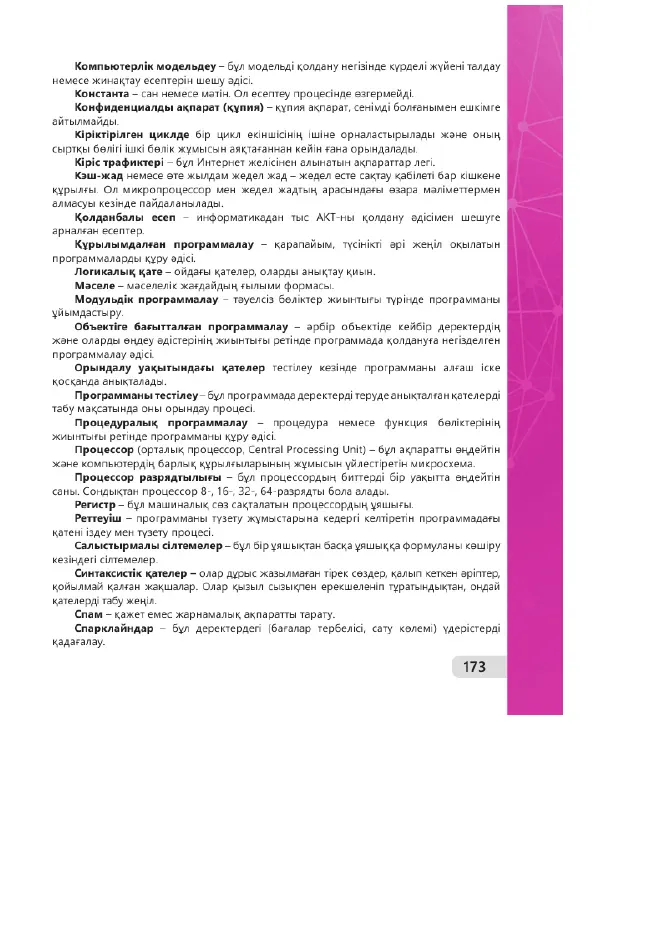 Компьютерлік модельдеу – бұл модельді қолдану негізінде күрделі жүйені талдау
немесе жинақтау есептерін шешу әдісі.
Константа – сан немесе мәтін. Ол есептеу процесінде өзгермейді.
Конфиденциалды ақпарат (құпия) – құпия ақпарат, сенімді болғанымен ешкімге
айтылмайды.
Кіріктірілген циклде бір цикл екіншісінің ішіне орналастырылады және оның
сыртқы бөлігі ішкі бөлік жұмысын аяқтағаннан кейін ғана орындалады.
Кіріс трафиктері – бұл Интернет желісінен алынатын ақпараттар легі.
Кэш-жад немесе өте жылдам жедел жад – жедел есте сақтау қабілеті бар кішкене
құрылғы. Ол микропроцессор мен жедел жадтың арасындағы өзара мәліметтермен
алмасуы кезінде пайдаланылады.
Қолданбалы есеп – информатикадан тыс АКТ-ны қолдану әдісімен шешуге
арналған есептер.
Құрылымдалған программалау – қарапайым, түсінікті әрі жеңіл оқылатын
программаларды құру әдісі.
Логикалық қате – ойдағы қателер, оларды анықтау қиын.
Мәселе – мәселелік жағдайдың ғылыми формасы.
Модульдік программалау – тәуелсіз бөліктер жиынтығы түрінде программаны
ұйымдастыру.
Объектіге бағытталған программалау – әрбір объектіде кейбір деректердің
және оларды өңдеу әдістерінің жиынтығы ретінде программада қолдануға негізделген
программалау әдісі.
Орындалу уақытындағы қателер тестілеу кезінде программаны алғаш іске
қосқанда анықталады.
Программаны тестілеу – бұл программада деректерді теруде анықталған қателерді
табу мақсатында оны орындау процесі.
Процедуралық программалау – процедура немесе функция бөліктерінің
жиынтығы ретінде программаны құру әдісі.
Процессор (орталық процессор, Central Processing Unit) – бұл ақпаратты өңдейтін
және компьютердің барлық құрылғыларының жұмысын үйлестіретін микросхема.
Процессор разрядтылығы – бұл процессордың биттерді бір уақытта өңдейтін
саны. Сондықтан процессор 8-, 16-, 32-, 64-разрядты бола алады.
Регистр – бұл машиналық сөз сақталатын процессордың ұяшығы.
Реттеуіш – программаны түзету жұмыстарына кедергі келтіретін программадағы
қатені іздеу мен түзету процесі.
Салыстырмалы сілтемелер – бұл бір ұяшықтан басқа ұяшыққа формуланы көшіру
кезіндегі сілтемелер.
Синтаксистік қателер – олар дұрыс жазылмаған тірек сөздер, қалып кеткен әріптер,
қойылмай қалған жақшалар. Олар қызыл сызықпен ерекшеленіп тұратындықтан, ондай
қателерді табу жеңіл.
Спам – қажет емес жарнамалық ақпаратты тарату.
Спарклайндар – бұл деректердегі (бағалар тербелісі, сату көлемі) үдерістерді
қадағалау.
173